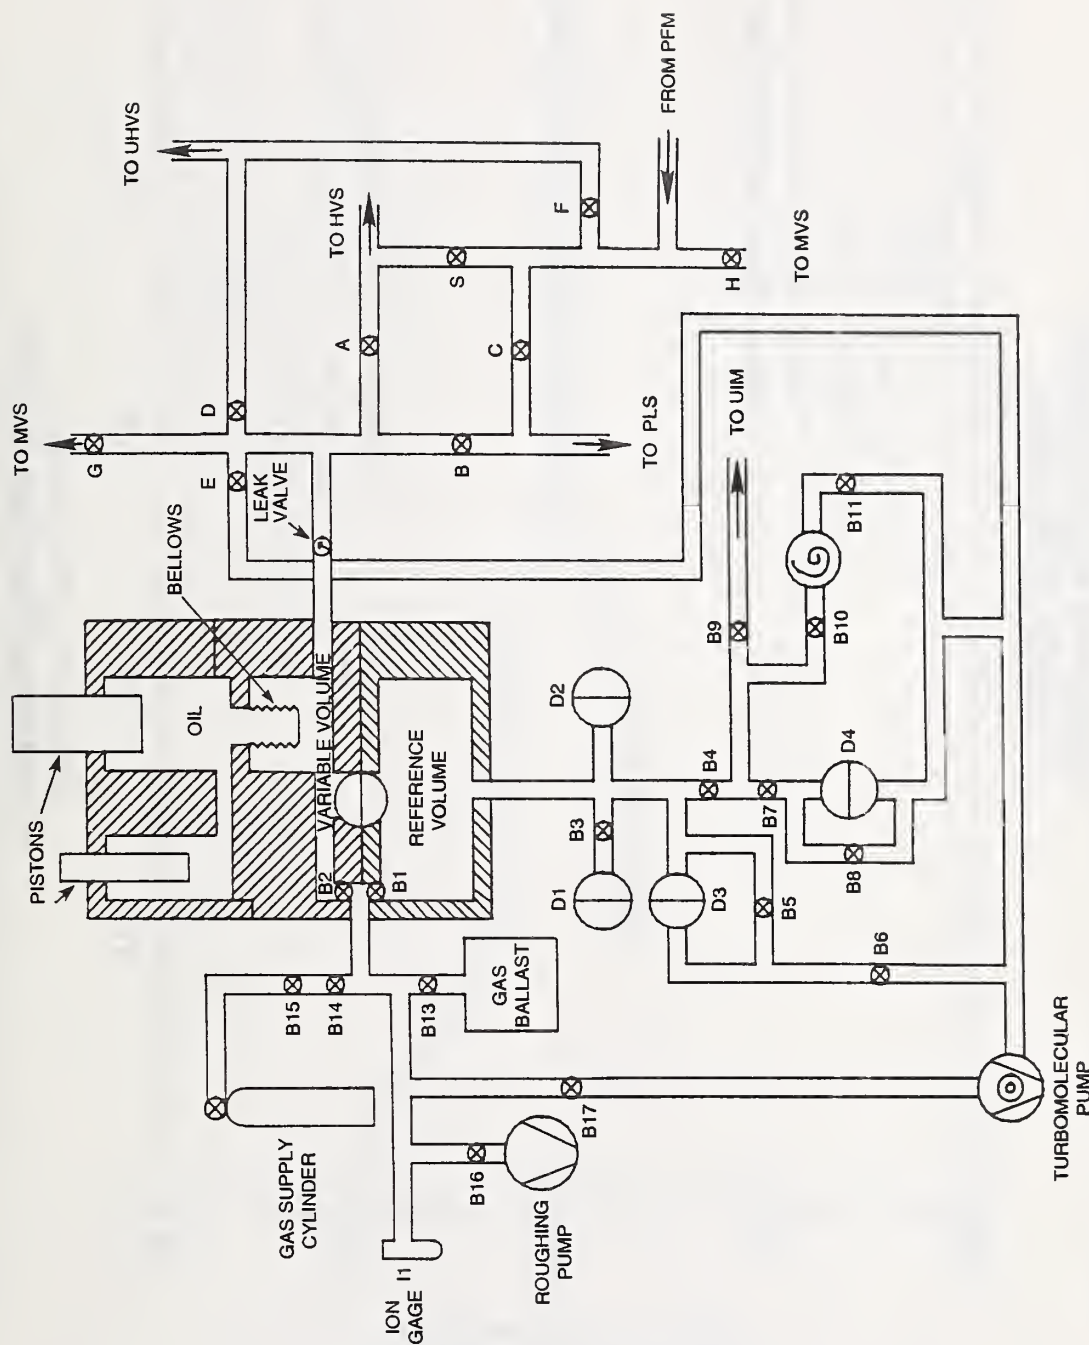 TO UHVS
FROM PFM
TO HVS
F
S
TO MVS
H
A
C
TO MVS
D
G
E
B
TO PLS
LEAK
VALVE
BELLOWS
TO UIM
B11
B9
B10
PISTONS
OIL
VARIABLE VOLUME
REFERENCE
VOLUME
B2
B1
D2
B4
D4
B7
B3
B8
D1
D3
B5
B6
B15
B14
B13
GAS
BALLAST
GAS SUPPLY
CYLINDER
B17
B16
ROUGHING
PUMP
TURBOMOLECULAR
PUMP
ION
GAGE
I1